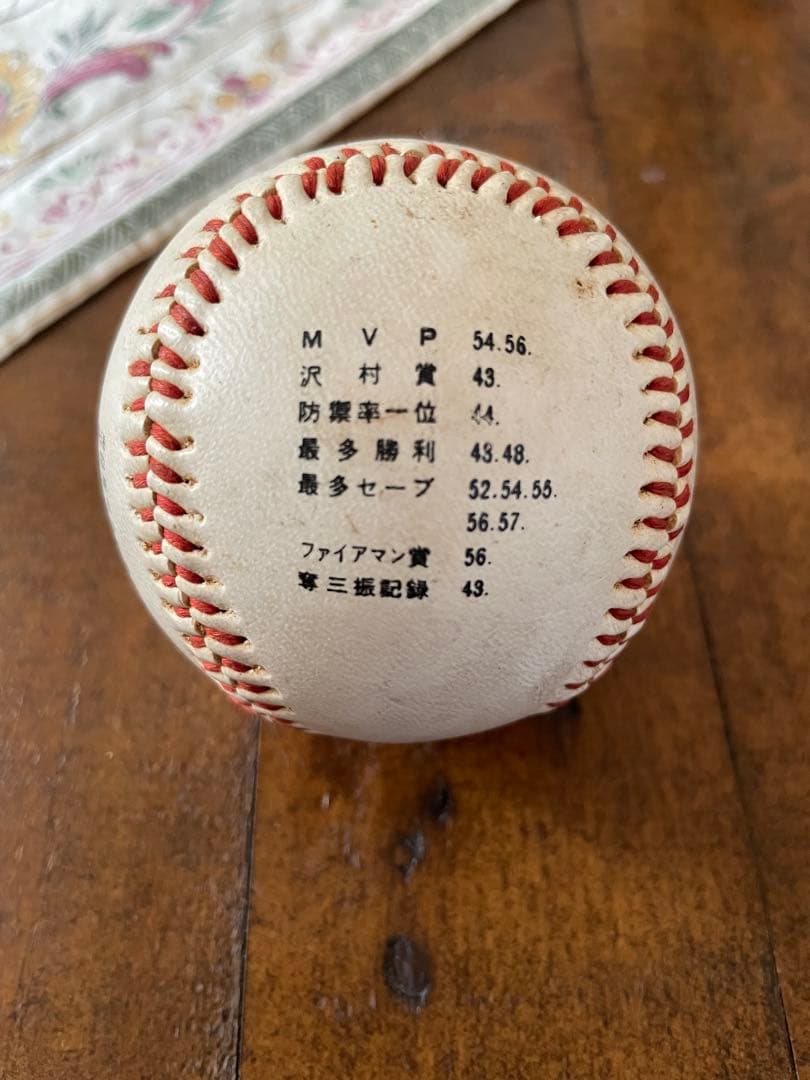 MVP 54.56.
沢村賞 43.
防禦率一位 44.
最多勝利 43.48.
最多セーブ 52.54.55.
56.57.
ファイアマン賞 56.
奪三振記録 43.